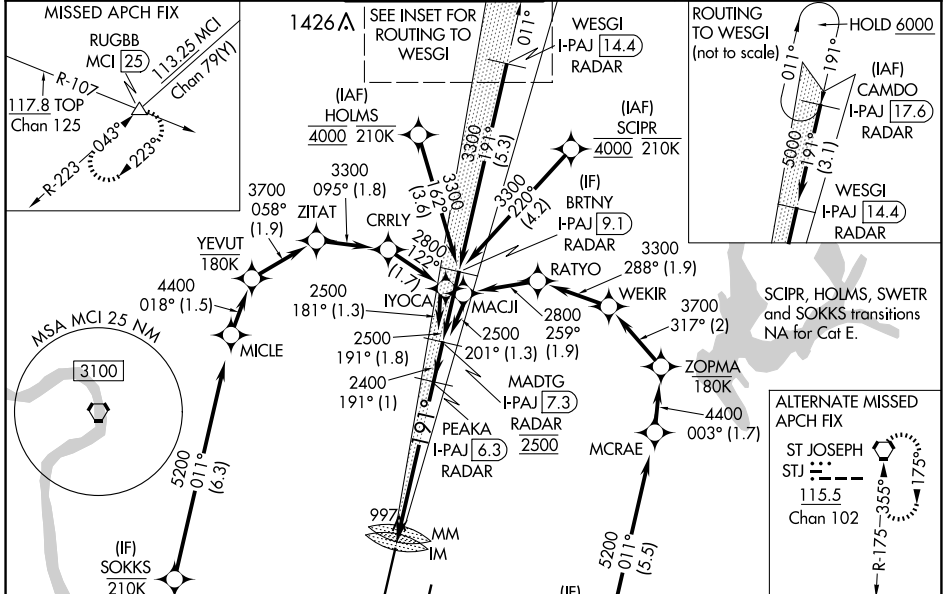 MISSED APCH FIX
RUGBB
MCI 25
113.25 MCI
Chan 79(Y)
R-107
117.8 TOP
Chan 125
R-223
043°
223°
1426
SEE INSET FOR
ROUTING TO
WESGI
011°
WESGI
I-PAJ 14.4
RADAR
ROUTING
TO WESGI
(not to scale)
HOLD 6000
011°
191°
(IAF)
CAMDO
I-PAJ 17.6
RADAR
5000
191°
(3.1)
WESGI
I-PAJ 14.4
RADAR
(IAF)
HOLMS
4000 210K
(IAF)
SCIPR
4000 210K
3300
191°
(5.3)
3300
162°
(3.6)
3300
220°
(4.2)
(IF)
BRTNY
I-PAJ 9.1
RADAR
3300
095° (1.8)
3700
058°
(1.9)
ZITAT
CRRLY
YEVUT
180K
2800
122°
(1.7)
4400
018° (1.5)
MICLE
2500
181° (1.3)
IYOCA
MACJI
RATYO
3300
288° (1.9)
WEKIR
2800
259°
(1.9)
2500
201° (1.3)
2500
191° (1.8)
2400
191° (1)
3700
317° (2)
SCIPR, HOLMS, SWETR
and SOKKS transitions
NA for Cat E.
MSA MCI 25 NM
3100
MADTG
I-PAJ 7.3
RADAR
2500
ZOPMA
180K
PEAKA
I-PAJ 6.3
RADAR
191°
MCRAE
4400
003° (1.7)
ALTERNATE MISSED
APCH FIX
ST JOSEPH
STJ
115.5
Chan 102
175°
R-175
355°
5200
011°
(6.3)
997
MM
IM
5200
011°
(5.5)
(IF)
SOKKS
210K
(IF)